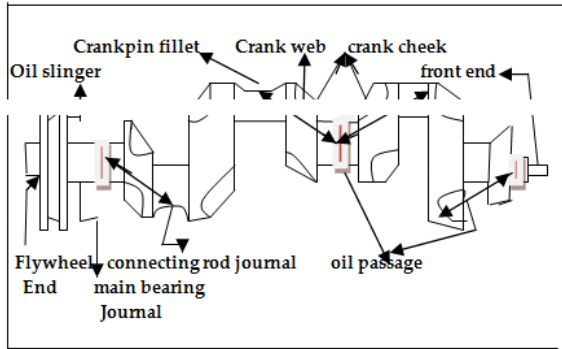 Crankpin fillet Crank web crank cheek
Oil slinger front end
Flywheel connecting rod journal oil passage
End main bearing
Journal